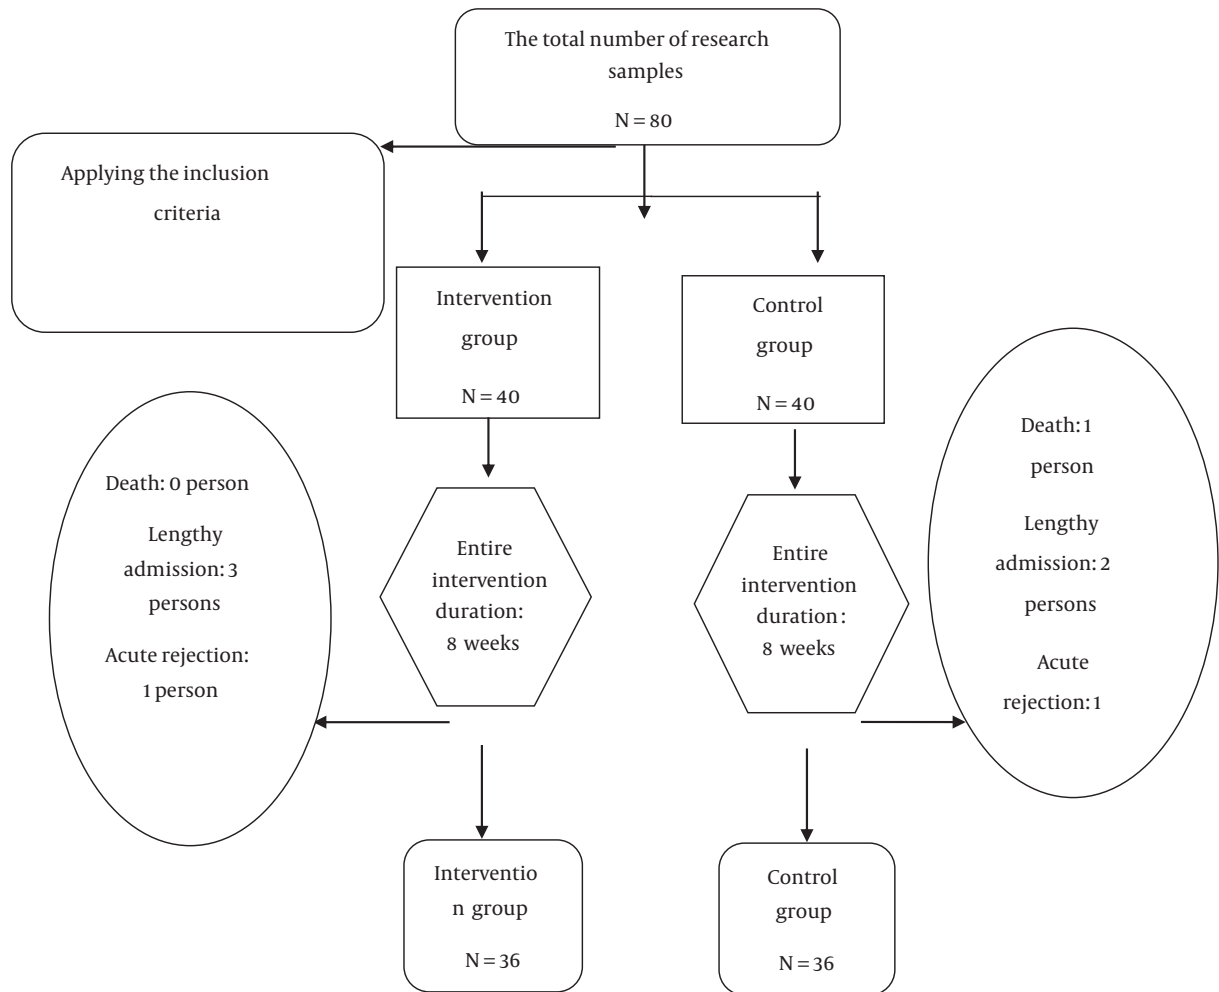 The total number of research
samples
N = 80
Applying the inclusion
criteria
Intervention
group
N = 40
Control
group
N = 40
Death: 0 person
Lengthy
admission: 3
persons
Acute rejection:
1 person
Entire
intervention
duration:
8 weeks
Entire
intervention
duration :
8 weeks
Death: 1
person
Lengthy
admission: 2
persons
Acute
rejection: 1
Interventio
n group
N = 36
Control
group
N = 36